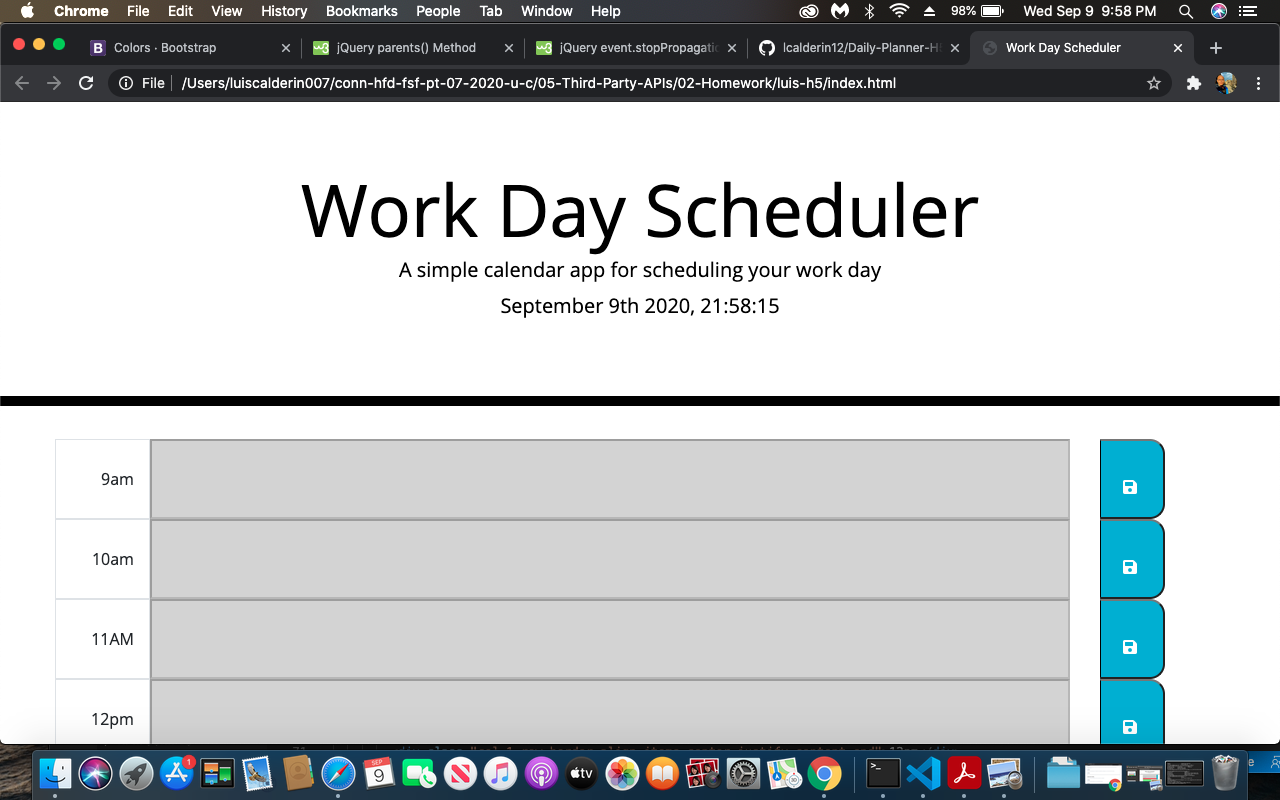 Chrome File Edit View History Bookmarks People Tab Window Help 98% Wed Sep 9 9:58 PM
Colors · Bootstrap jQuery parents() Method jQuery event.stopPropagatio lcalderin12/Daily-Planner-H Work Day Scheduler
File /Users/luiscalderin007/conn-hfd-fsf-pt-07-2020-u-c/05-Third-Party-APIs/02-Homework/luis-h5/index.html
Work Day Scheduler
A simple calendar app for scheduling your work day
September 9th 2020, 21:58:15
9am
10am
11AM
12pm
1
SEP
9
tv